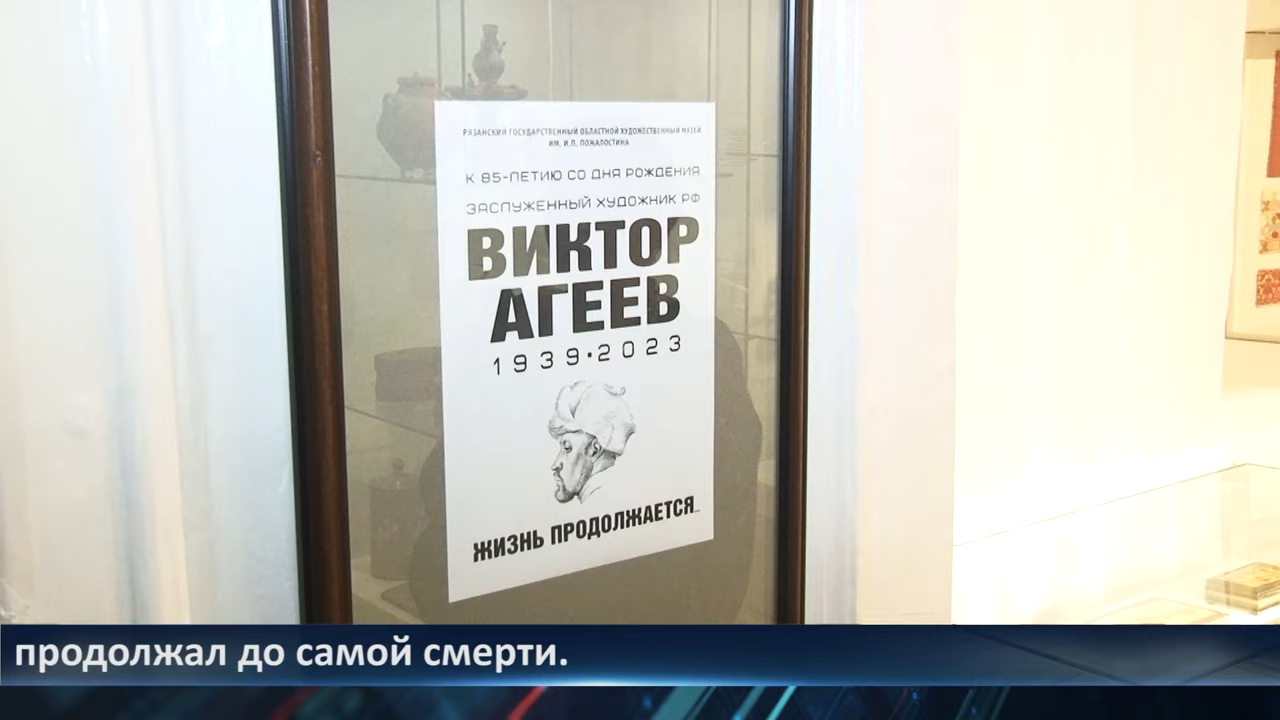 РЯЗАНСКИЙ ГОСУДАРСТВЕННЫЙ ОБЛАСТНОЙ ХУДОЖЕСТВЕННЫЙ МУЗЕЙ
ИМ. И.П. ПОЖАЛОСТИНА
К 85-ЛЕТИЮ СО ДНЯ РОЖДЕНИЯ
ЗАСЛУЖЕННЫЙ ХУДОЖНИК РФ
ВИКТОР
АГЕЕВ
1939•2023
ЖИЗНЬ ПРОДОЛЖАЕТСЯ...
продолжал до самой смерти.